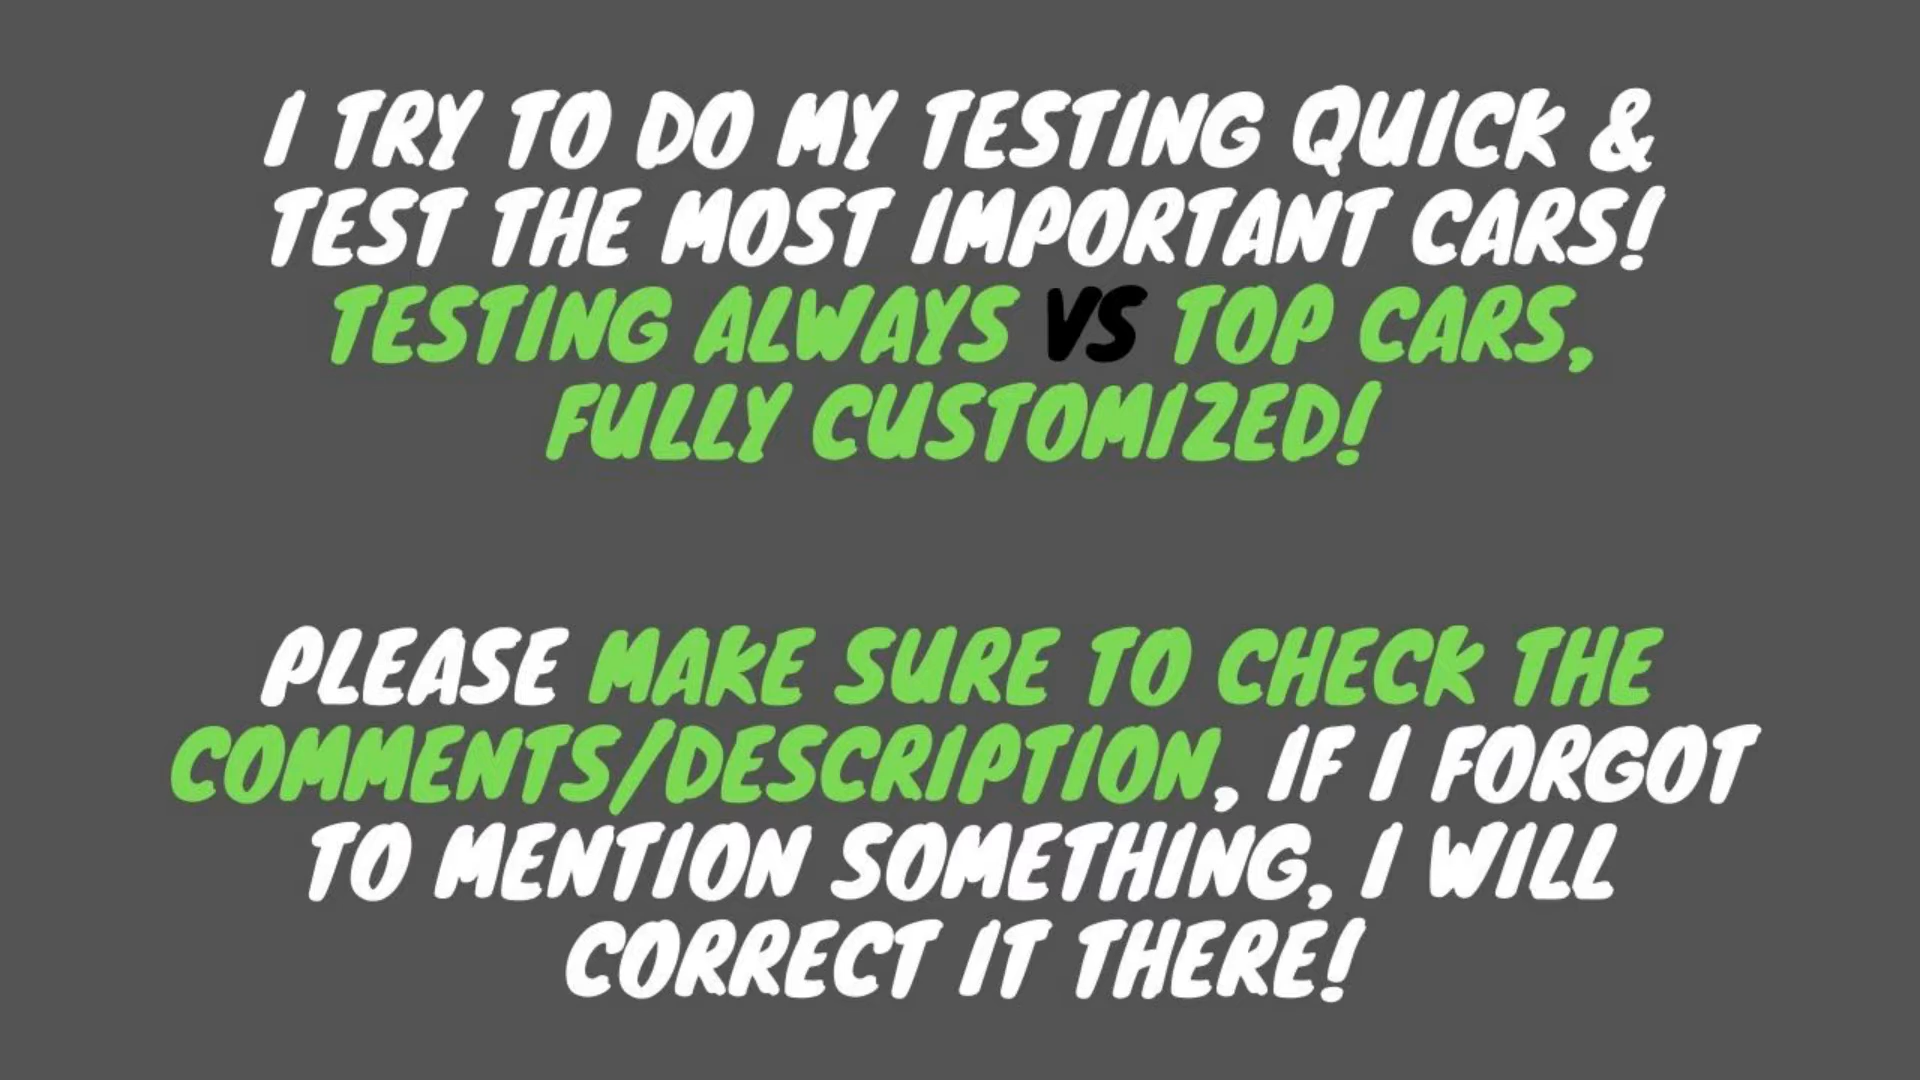 I TRY TO DO MY TESTING QUICK &
TEST THE MOST IMPORTANT CARS!
TESTING ALWAYS VS TOP CARS,
FULLY CUSTOMIZED!
PLEASE MAKE SURE TO CHECK THE
COMMENTS/DESCRIPTION, IF I FORGOT
TO MENTION SOMETHING, I WILL
CORRECT IT THERE!